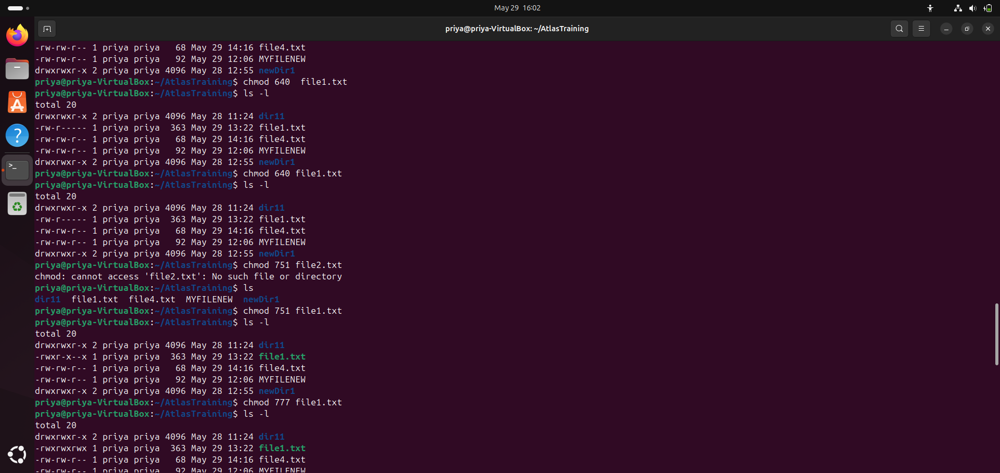 May 29 16:02
priya@priya-VirtualBox: ~/AtlasTraining
-rw-rw-r-- 1 priya priya   68 May 29 14:16 file4.txt
-rw-rw-r-- 1 priya priya   92 May 29 12:06 MYFILENEW
drwxrwxr-x 2 priya priya 4096 May 28 12:55 newDir1
priya@priya-VirtualBox:~/AtlasTraining$ chmod 640  file1.txt
priya@priya-VirtualBox:~/AtlasTraining$ ls -l
total 20
drwxrwxr-x 2 priya priya 4096 May 28 11:24 dir11
-rw-r----- 1 priya priya  363 May 29 13:22 file1.txt
-rw-rw-r-- 1 priya priya   68 May 29 14:16 file4.txt
-rw-rw-r-- 1 priya priya   92 May 29 12:06 MYFILENEW
drwxrwxr-x 2 priya priya 4096 May 28 12:55 newDir1
priya@priya-VirtualBox:~/AtlasTraining$ chmod 640 file1.txt
priya@priya-VirtualBox:~/AtlasTraining$ ls -l
total 20
drwxrwxr-x 2 priya priya 4096 May 28 11:24 dir11
-rw-r----- 1 priya priya  363 May 29 13:22 file1.txt
-rw-rw-r-- 1 priya priya   68 May 29 14:16 file4.txt
-rw-rw-r-- 1 priya priya   92 May 29 12:06 MYFILENEW
drwxrwxr-x 2 priya priya 4096 May 28 12:55 newDir1
priya@priya-VirtualBox:~/AtlasTraining$ chmod 751 file2.txt
chmod: cannot access 'file2.txt': No such file or directory
priya@priya-VirtualBox:~/AtlasTraining$ ls
dir11  file1.txt  file4.txt  MYFILENEW  newDir1
priya@priya-VirtualBox:~/AtlasTraining$ chmod 751 file1.txt
priya@priya-VirtualBox:~/AtlasTraining$ ls -l
total 20
drwxrwxr-x 2 priya priya 4096 May 28 11:24 dir11
-rwxr-x--x 1 priya priya  363 May 29 13:22 file1.txt
-rw-rw-r-- 1 priya priya   68 May 29 14:16 file4.txt
-rw-rw-r-- 1 priya priya   92 May 29 12:06 MYFILENEW
drwxrwxr-x 2 priya priya 4096 May 28 12:55 newDir1
priya@priya-VirtualBox:~/AtlasTraining$ chmod 777 file1.txt
priya@priya-VirtualBox:~/AtlasTraining$ ls -l
total 20
drwxrwxr-x 2 priya priya 4096 May 28 11:24 dir11
-rwxrwxrwx 1 priya priya  363 May 29 13:22 file1.txt
-rw-rw-r-- 1 priya priya   68 May 29 14:16 file4.txt
-rw-rw-r-- 1 priya priya   92 May 29 12:06 MYFILENEW